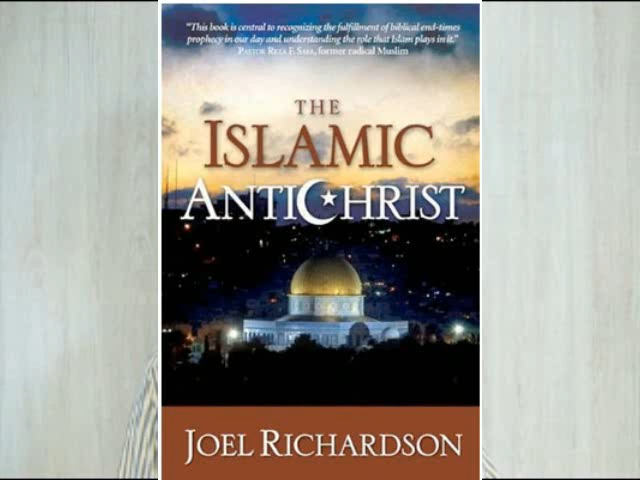 "This book is central to recognizing the fulfillment of biblical end-times
prophecy in our day and understanding the role that Islam plays in it."
PASTOR REZA F. SAFA, former radical Muslim
THE
ISLAMIC
ANTICHRIST
JOEL RICHARDSON